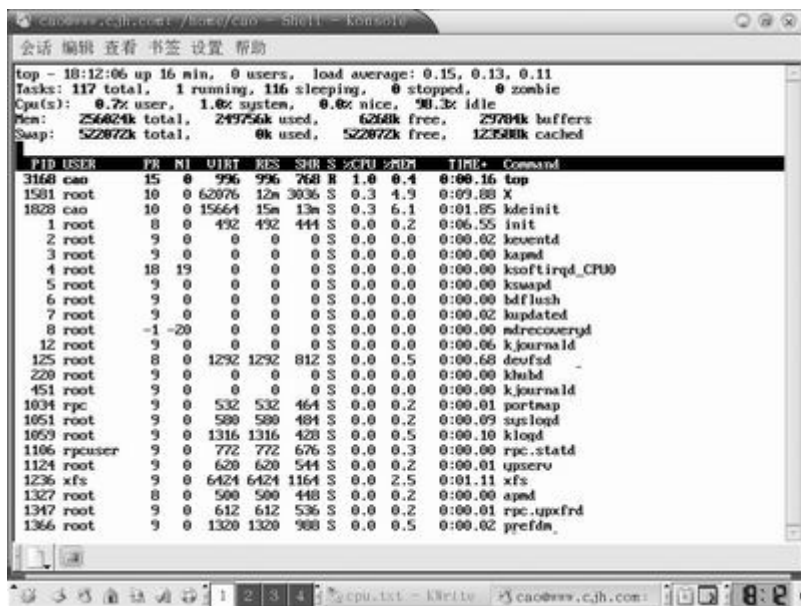 cao@www.cjh.com: /home/cao - Shell - Konsole
会话 编辑 查看 书签 设置 帮助
top - 18:12:06 up 16 min, 0 users, load average: 0.15, 0.13, 0.11
Tasks: 117 total, 1 running, 116 sleeping, 0 stopped, 0 zombie
Cpu(s): 0.7% user, 1.0% system, 0.0% nice, 98.3% idle
Mem: 256024k total, 249756k used, 6268k free, 29704k buffers
Swap: 522072k total, 0k used, 522072k free, 123588k cached
PID USER PR NI VIRT RES SHR S %CPU %MEM TIME+ Command
3168 cao 15 0 996 996 768 R 1.0 0.4 0:00.16 top
1581 root 10 0 62076 12m 3036 S 0.3 4.9 0:09.88 X
1828 cao 10 0 15664 15m 13m S 0.3 6.1 0:01.85 kdeinit
1 root 8 0 492 492 444 S 0.0 0.2 0:06.55 init
2 root 9 0 0 0 0 S 0.0 0.0 0:00.02 keventd
3 root 9 0 0 0 0 S 0.0 0.0 0:00.00 kapmd
4 root 18 19 0 0 0 S 0.0 0.0 0:00.00 ksoftirqd_CPU0
5 root 9 0 0 0 0 S 0.0 0.0 0:00.00 kswapd
6 root 9 0 0 0 0 S 0.0 0.0 0:00.00 bdflush
7 root 9 0 0 0 0 S 0.0 0.0 0:00.02 kupdated
8 root -1 -20 0 0 0 S 0.0 0.0 0:00.00 mdrecoveryd
12 root 9 0 0 0 0 S 0.0 0.0 0:00.06 kjournald
125 root 8 0 1292 1292 812 S 0.0 0.5 0:00.68 devfsd
220 root 9 0 0 0 0 S 0.0 0.0 0:00.00 khubd
451 root 9 0 0 0 0 S 0.0 0.0 0:00.00 kjournald
1034 rpc 9 0 532 532 464 S 0.0 0.2 0:00.01 portmap
1051 root 9 0 580 580 484 S 0.0 0.2 0:00.09 syslogd
1059 root 9 0 1316 1316 428 S 0.0 0.5 0:00.10 klogd
1106 rpcuser 9 0 772 772 676 S 0.0 0.3 0:00.00 rpc.statd
1124 root 9 0 620 620 544 S 0.0 0.2 0:00.01 ypserv
1236 xfs 9 0 6424 6424 1164 S 0.0 2.5 0:01.11 xfs
1327 root 8 0 500 500 448 S 0.0 0.2 0:00.00 apmd
1347 root 9 0 612 612 536 S 0.0 0.2 0:00.01 rpc.ypxfrd
1366 root 9 0 1320 1320 988 S 0.0 0.5 0:00.02 prefdm
1 2 3 4 cpu.txt - KWrite cao@www.cjh.com: